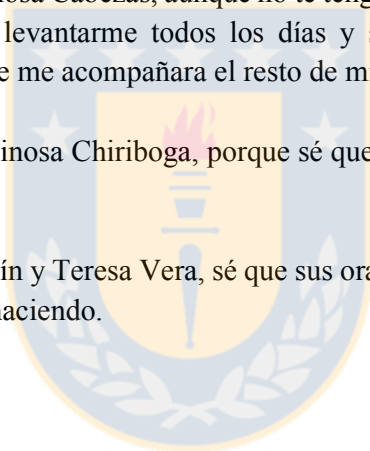 osa Cabezas, aunque no te teng
levantarme todos los días y s
e me acompañara el resto de m
inosa Chiriboga, porque sé que
ín y Teresa Vera, sé que sus ora
haciendo.